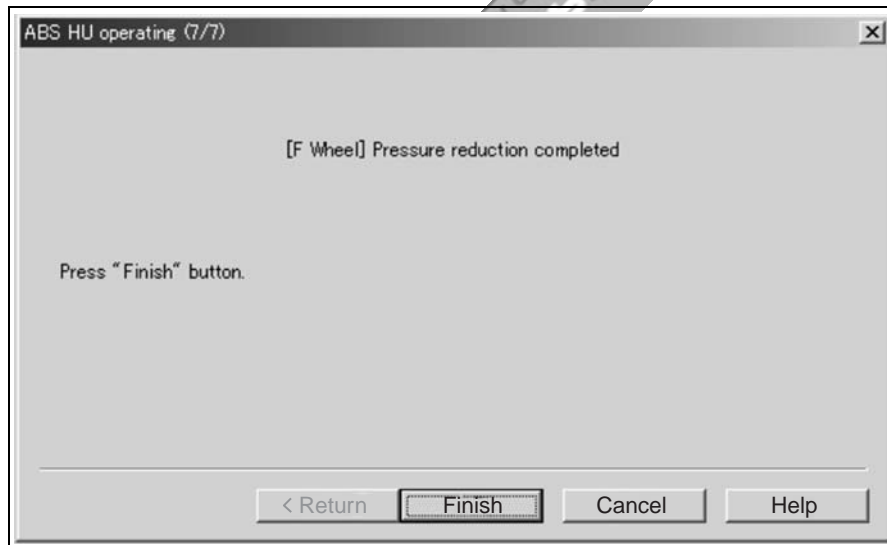 ABS HU operating (7/7)
[F Wheel] Pressure reduction completed
Press "Finish" button.
< Return Finish Cancel Help